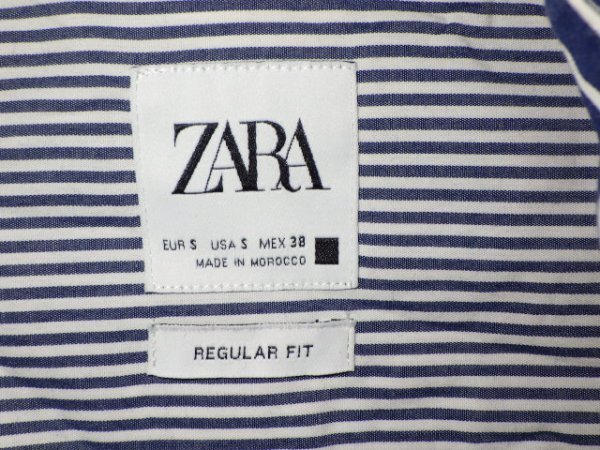 ZARA
EUR S USA S MEX 38
MADE IN MOROCCO
REGULAR FIT